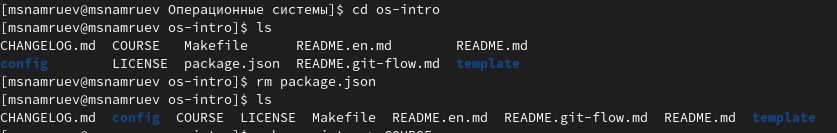 [msnamruev@msnamruev Операционные системы]$ cd os-intro
[msnamruev@msnamruev os-intro]$ ls
CHANGELOG.md COURSE Makefile README.en.md README.md
config LICENSE package.json README.git-flow.md template
[msnamruev@msnamruev os-intro]$ rm package.json
[msnamruev@msnamruev os-intro]$ ls
CHANGELOG.md config COURSE LICENSE Makefile README.en.md README.git-flow.md README.md template